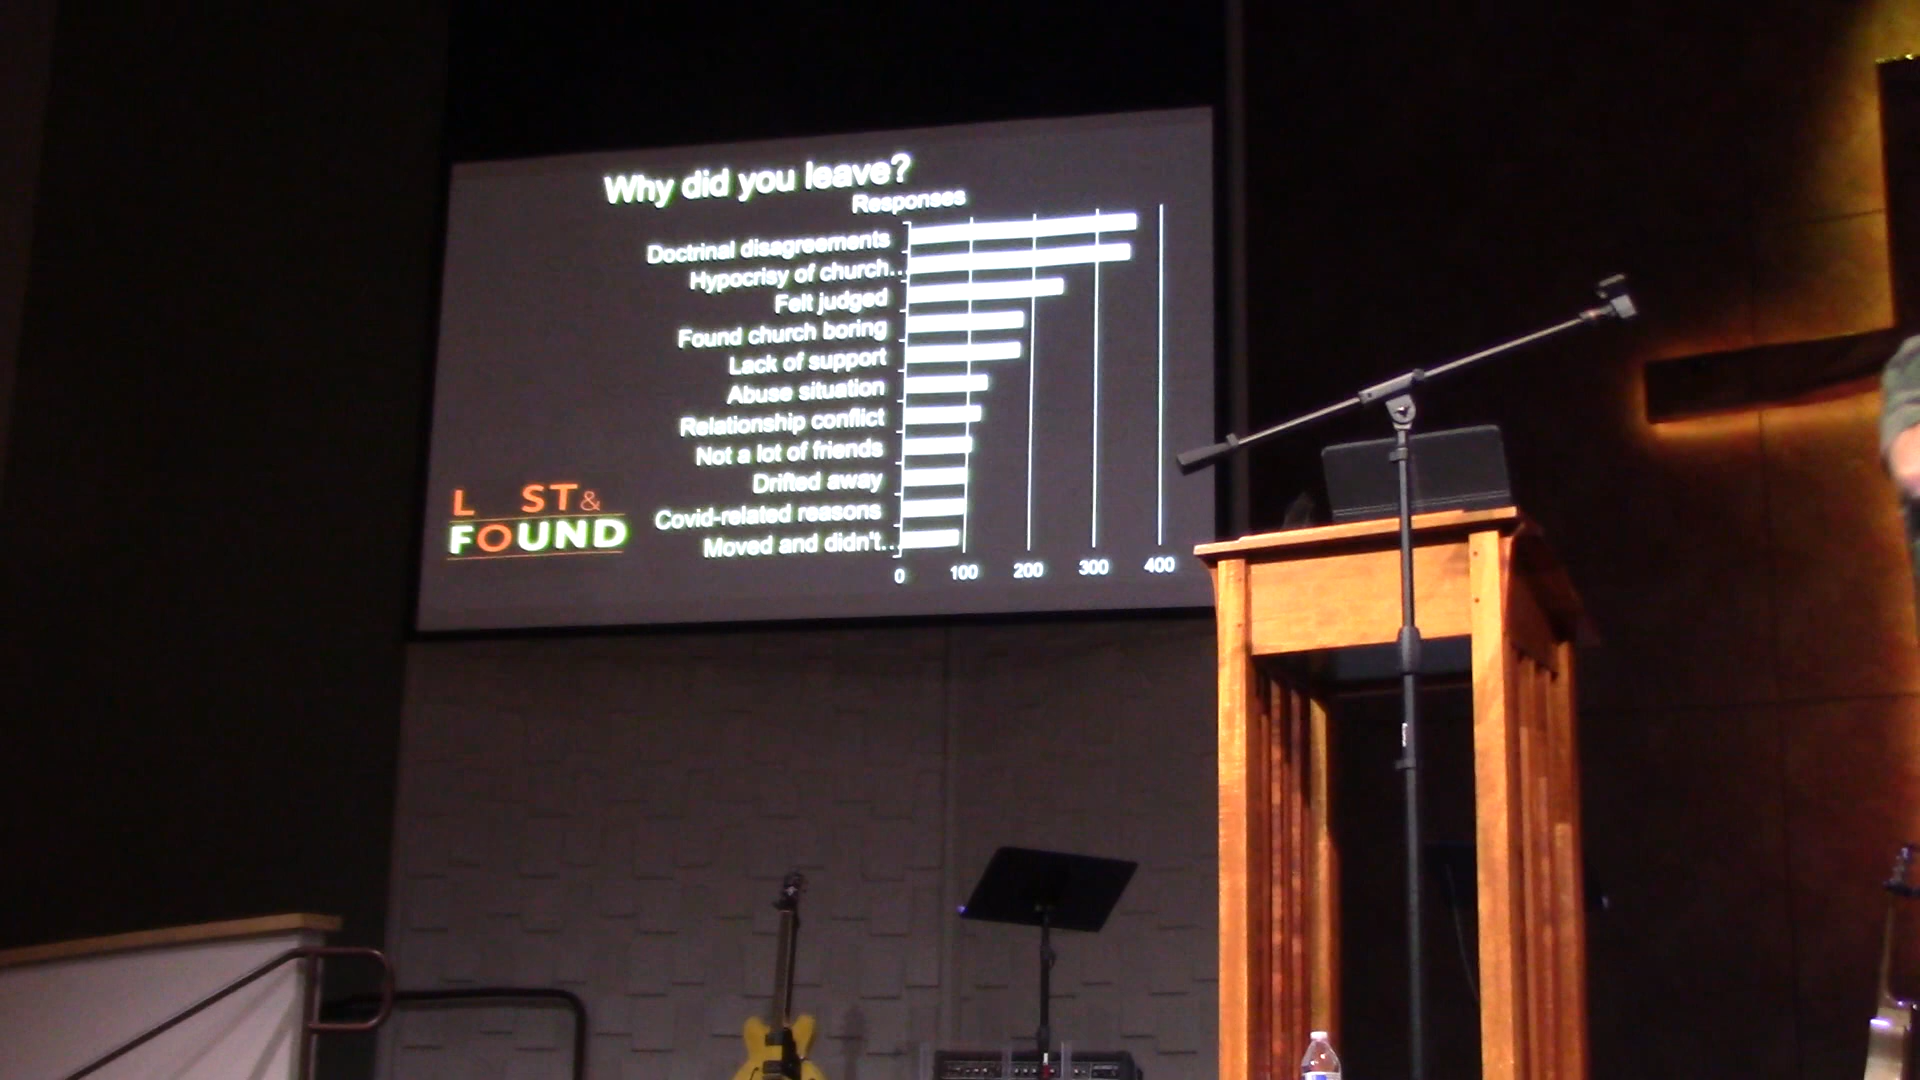 Why did you leave?
Responses
Doctrinal disagreements
Hypocrisy of church...
Felt judged
Found church boring
Lack of support
Abuse situation
Relationship conflict
Not a lot of friends
Drifted away
Covid-related reasons
Moved and didn't...
0 100 200 300 400
L ST&
FOUND